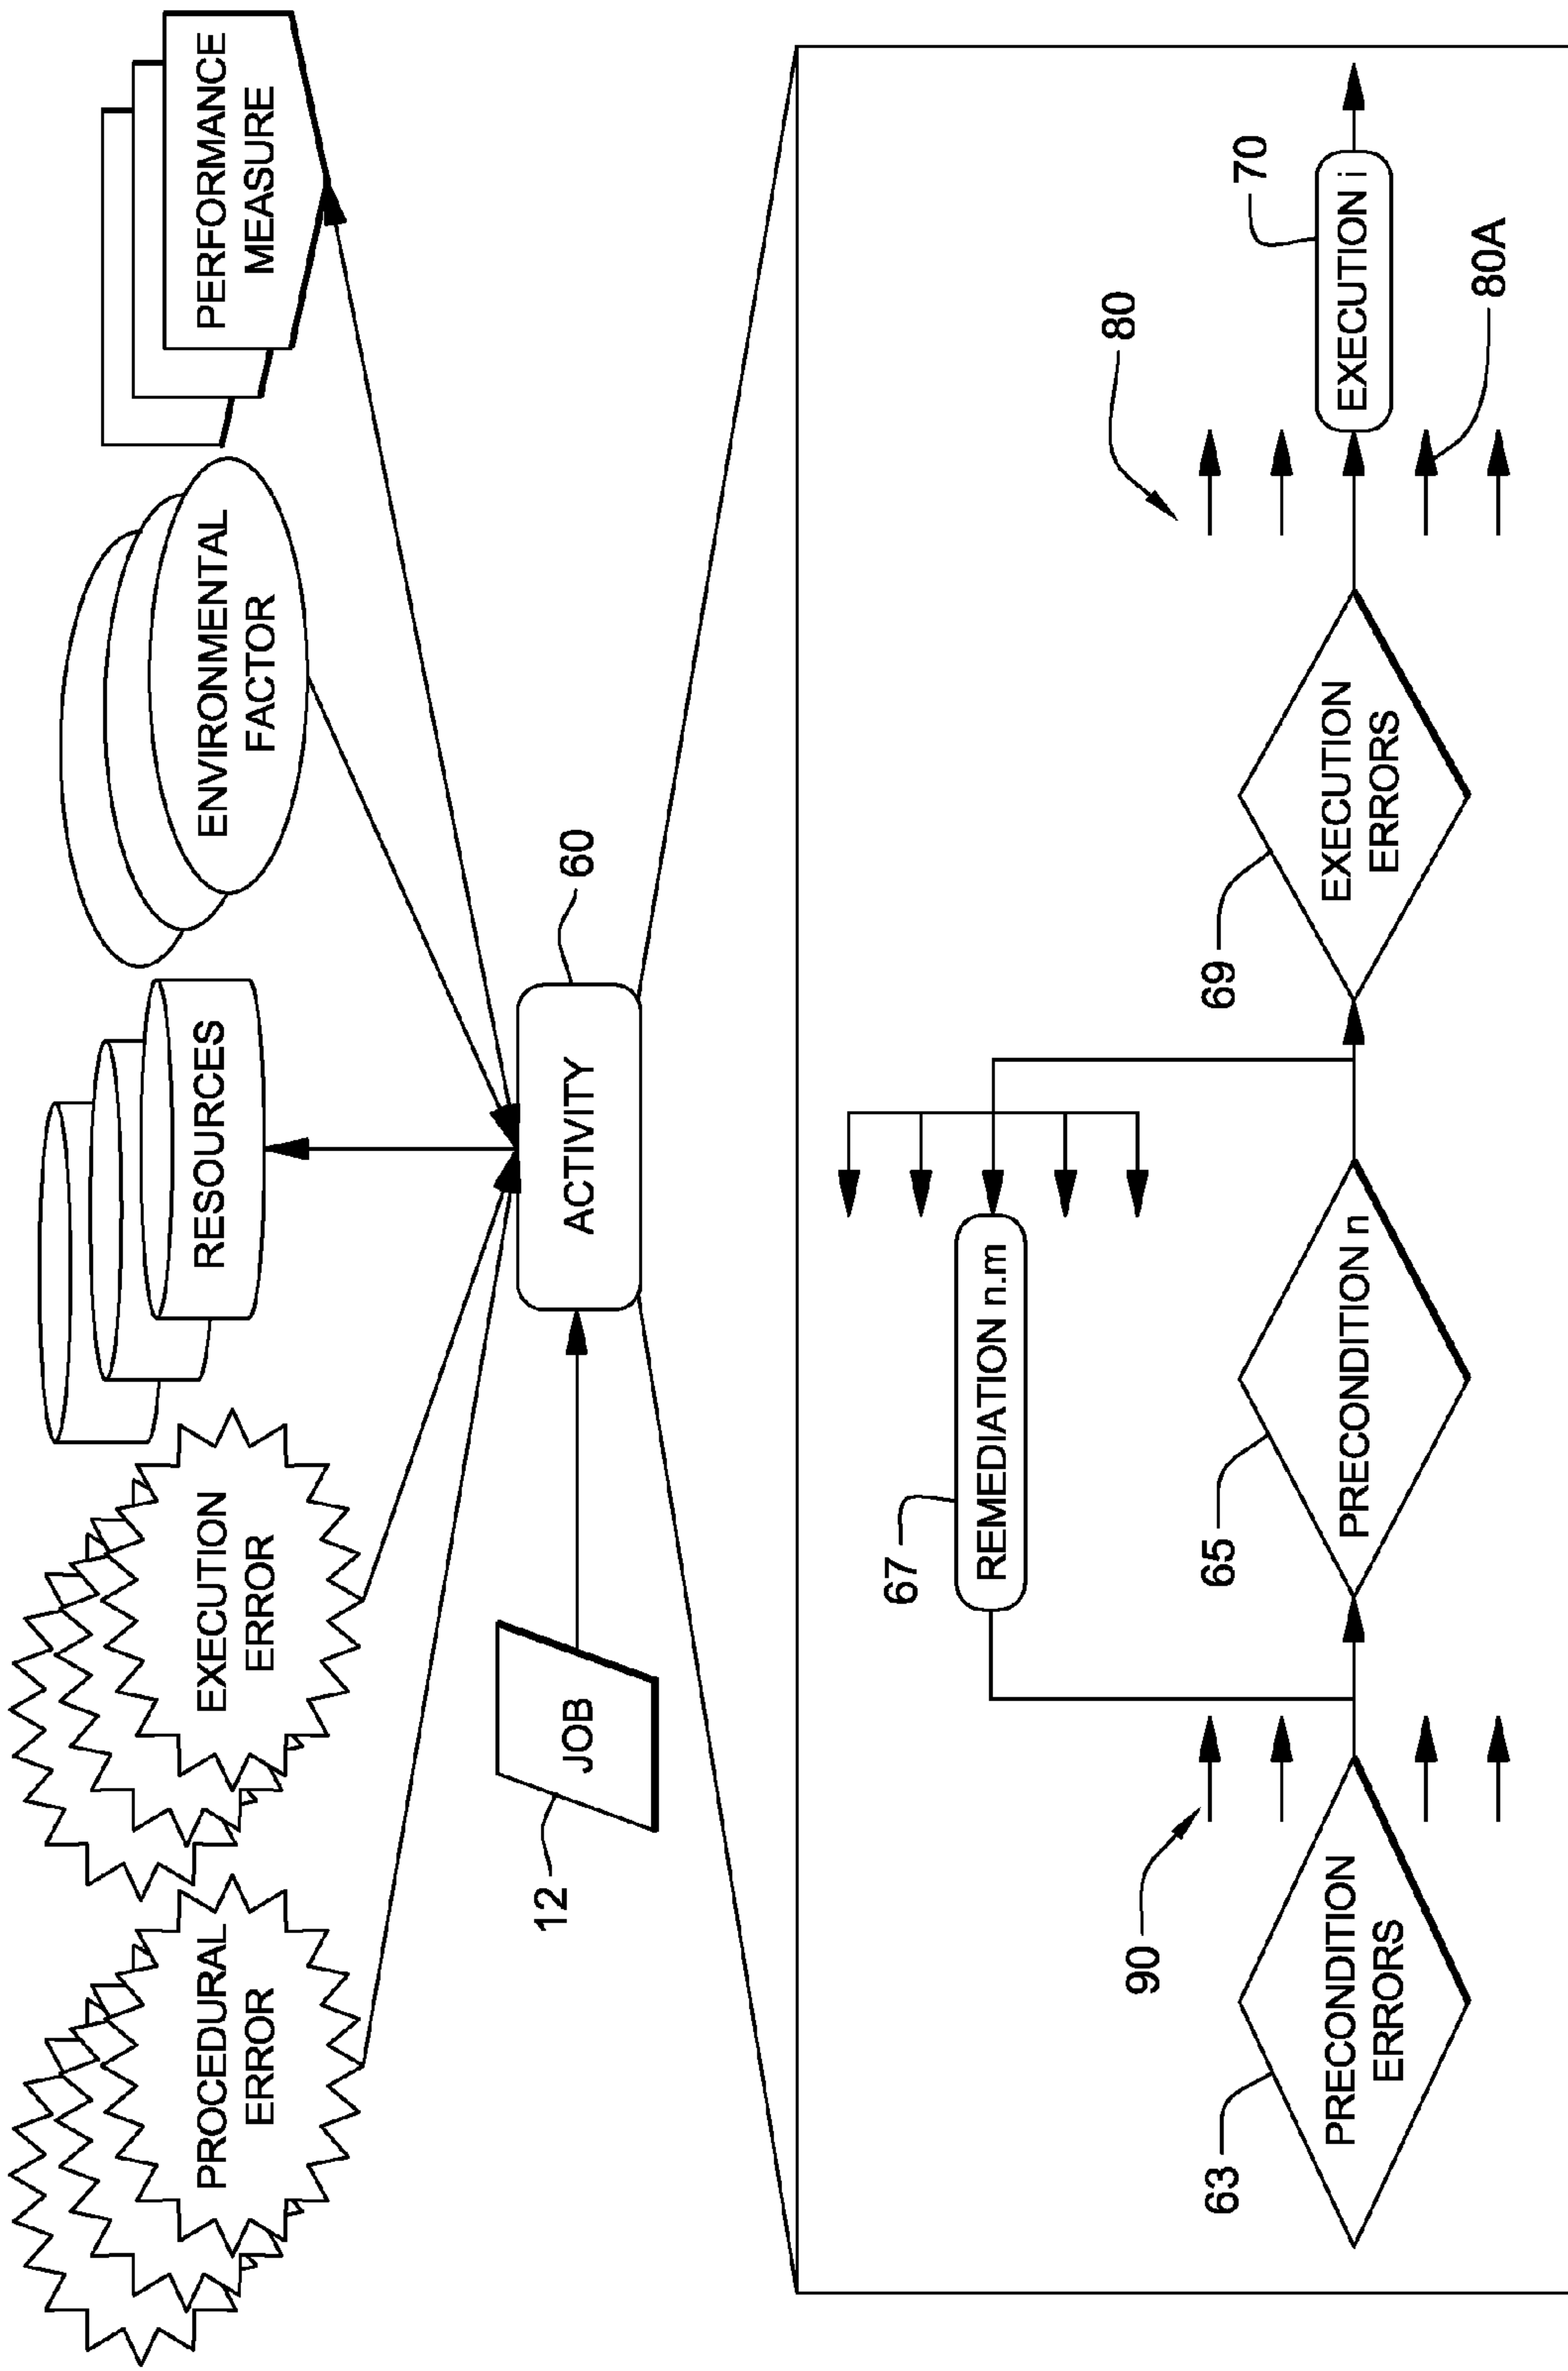 PROCEDURAL
ERROR
EXECUTION
ERROR
RESOURCES
ENVIRONMENTAL
FACTOR
PERFORMANCE
MEASURE
12
JOB
ACTIVITY
60
67
REMEDIATION n.m
90
80
63
PRECONDITION
ERRORS
65
PRECONDITION n
69
EXECUTION
ERRORS
70
EXECUTION i
80A